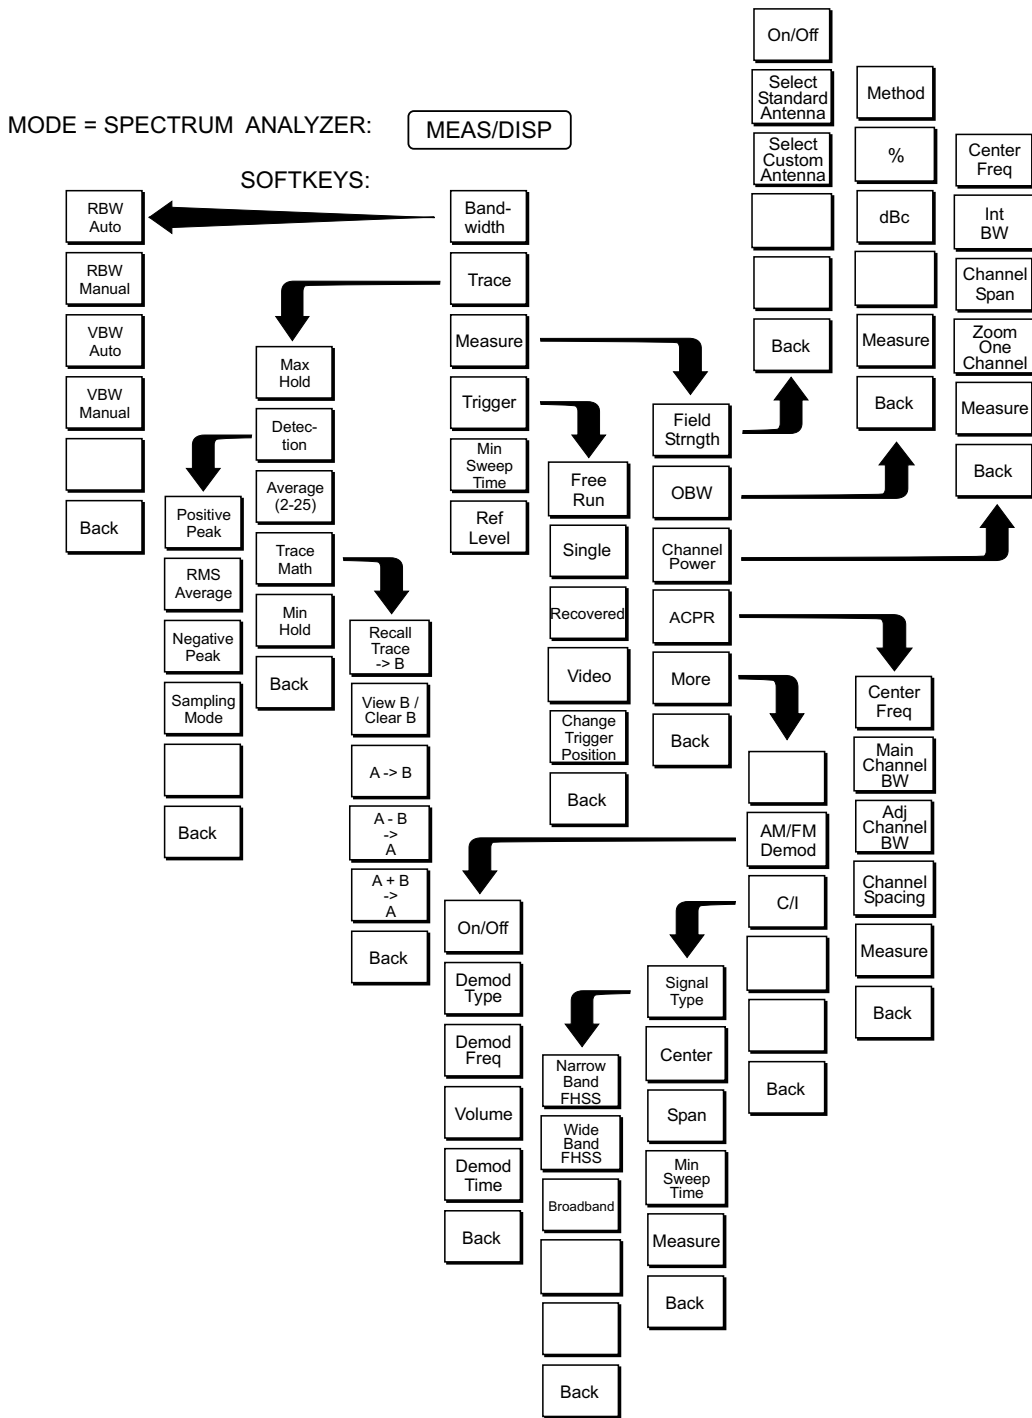 MODE = SPECTRUM ANALYZER:
MEAS/DISP
SOFTKEYS:
RBW
Auto
RBW
Manual
VBW
Auto
VBW
Manual
Back
Band-
width
Trace
Measure
Trigger
Min
Sweep
Time
Ref
Level
Max
Hold
Detec-
tion
Average
(2-25)
Trace
Math
Min
Hold
Back
Positive
Peak
RMS
Average
Negative
Peak
Sampling
Mode
Back
Recall
Trace
-> B
View B /
Clear B
A -> B
A - B
->
A
A + B
->
A
Back
Free
Run
Single
Recovered
Video
Change
Trigger
Position
Back
Field
Strngth
OBW
Channel
Power
ACPR
More
Back
On/Off
Select
Standard
Antenna
Select
Custom
Antenna
Back
Method
%
dBc
Measure
Back
Center
Freq
Int
BW
Channel
Span
Zoom
One
Channel
Measure
Back
Center
Freq
Main
Channel
BW
Adj
Channel
BW
Channel
Spacing
Measure
Back
AM/FM
Demod
C/I
Back
On/Off
Demod
Type
Demod
Freq
Volume
Demod
Time
Back
Signal
Type
Center
Span
Min
Sweep
Time
Measure
Back
Narrow
Band
FHSS
Wide
Band
FHSS
Broadband
Back